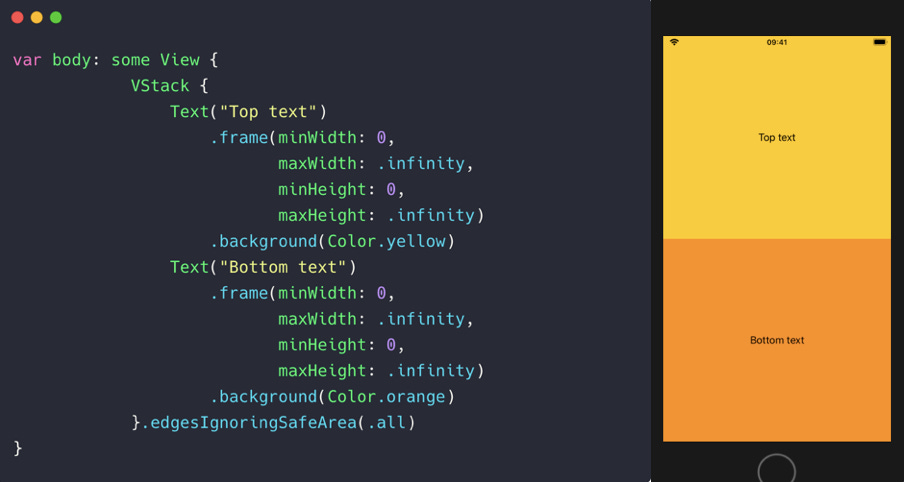 var body: some View {
VStack {
Text("Top text")
.frame(minWidth: 0,
maxWidth: .infinity,
minHeight: 0,
maxHeight: .infinity)
.background(Color.yellow)
Text("Bottom text")
.frame(minWidth: 0,
maxWidth: .infinity,
minHeight: 0,
maxHeight: .infinity)
.background(Color.orange)
}.edgesIgnoringSafeArea(.all)
}
09:41
Top text
Bottom text